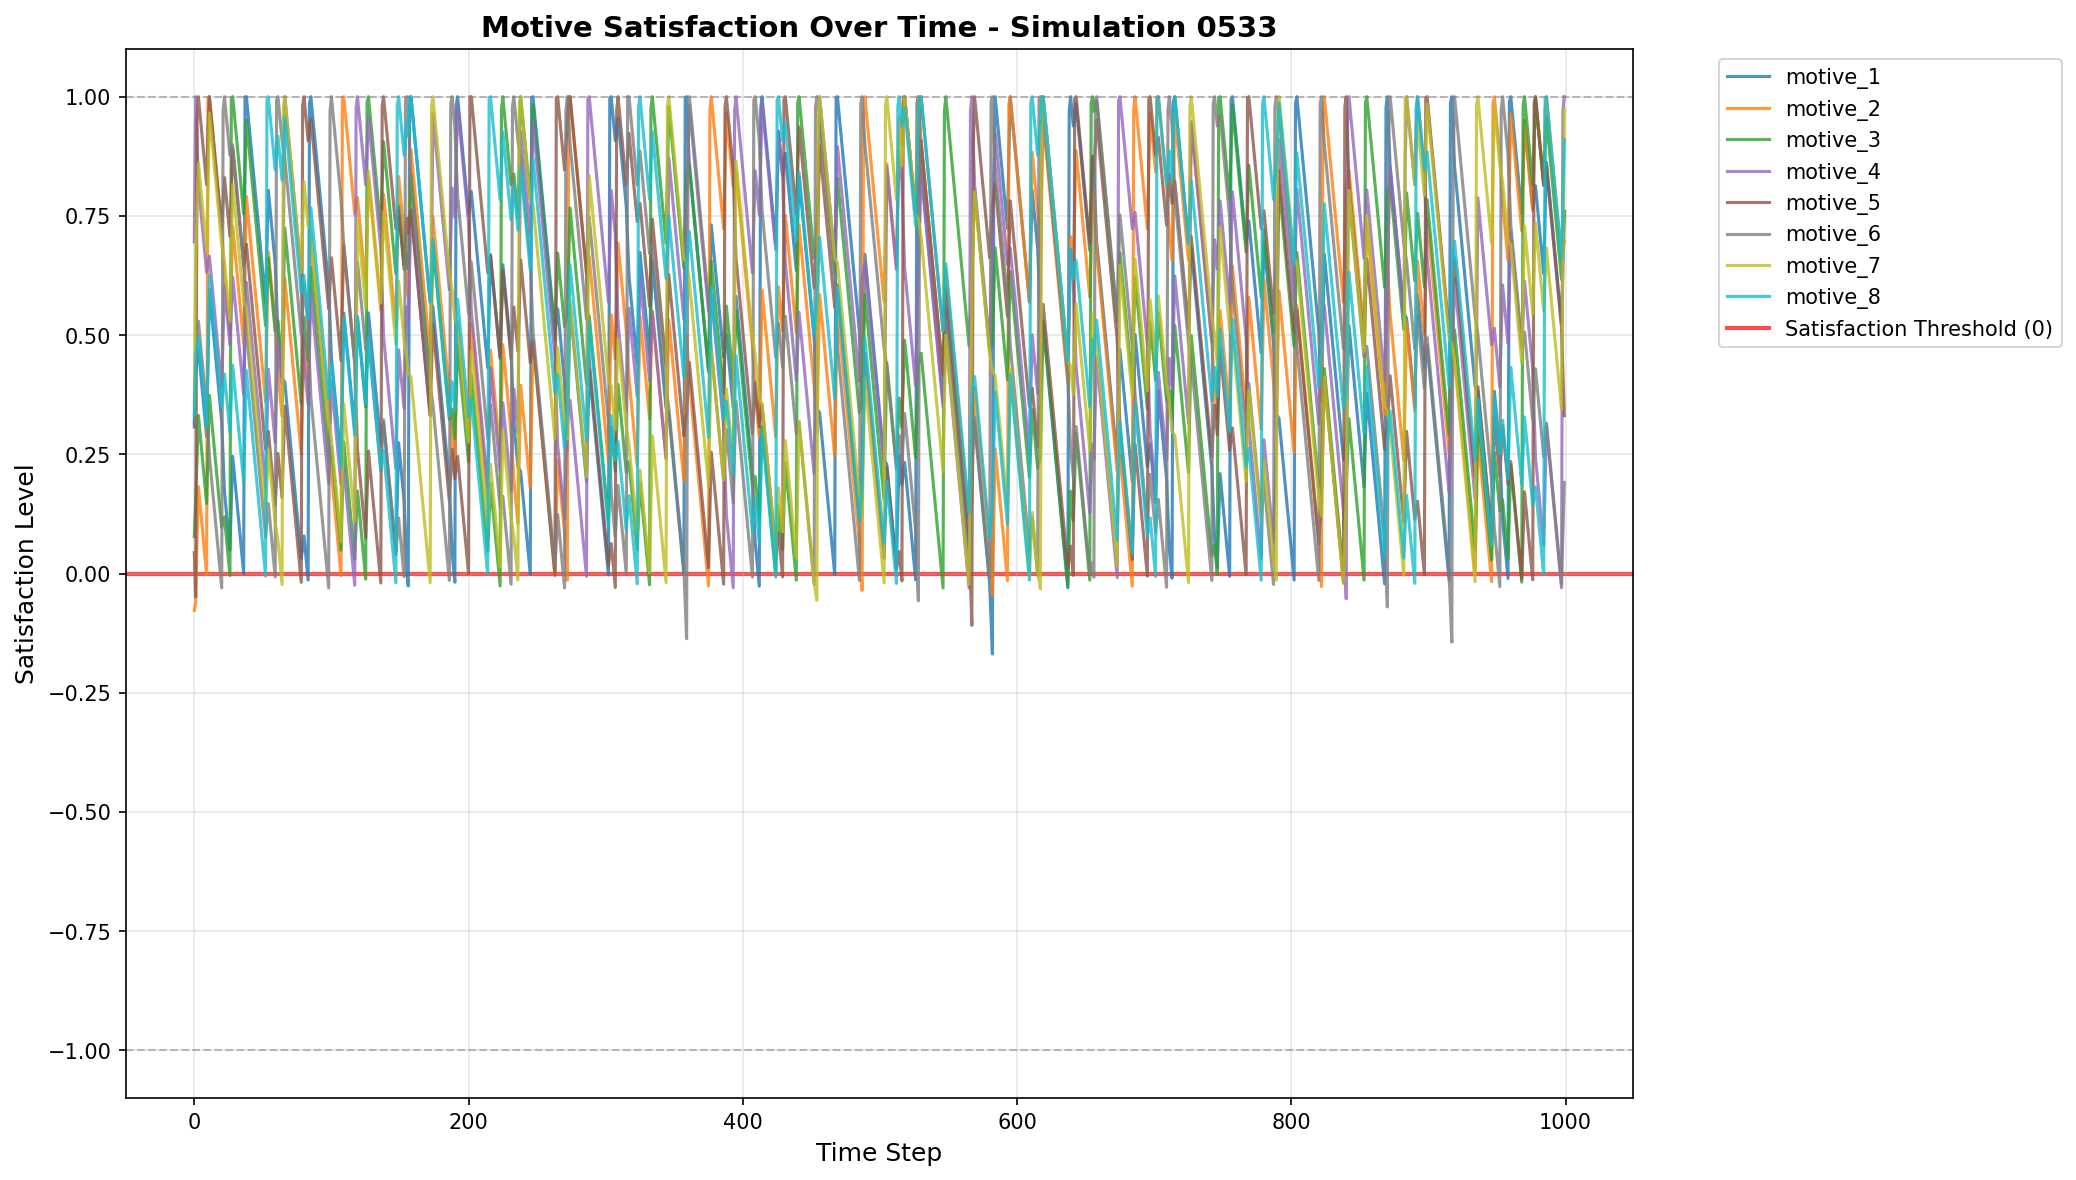 Motive Satisfaction Over Time - Simulation 0533
Satisfaction Level
1.00
0.75
0.50
0.25
0.00
−0.25
−0.50
−0.75
−1.00
0
200
400
600
800
1000
Time Step
motive_1
motive_2
motive_3
motive_4
motive_5
motive_6
motive_7
motive_8
Satisfaction Threshold (0)